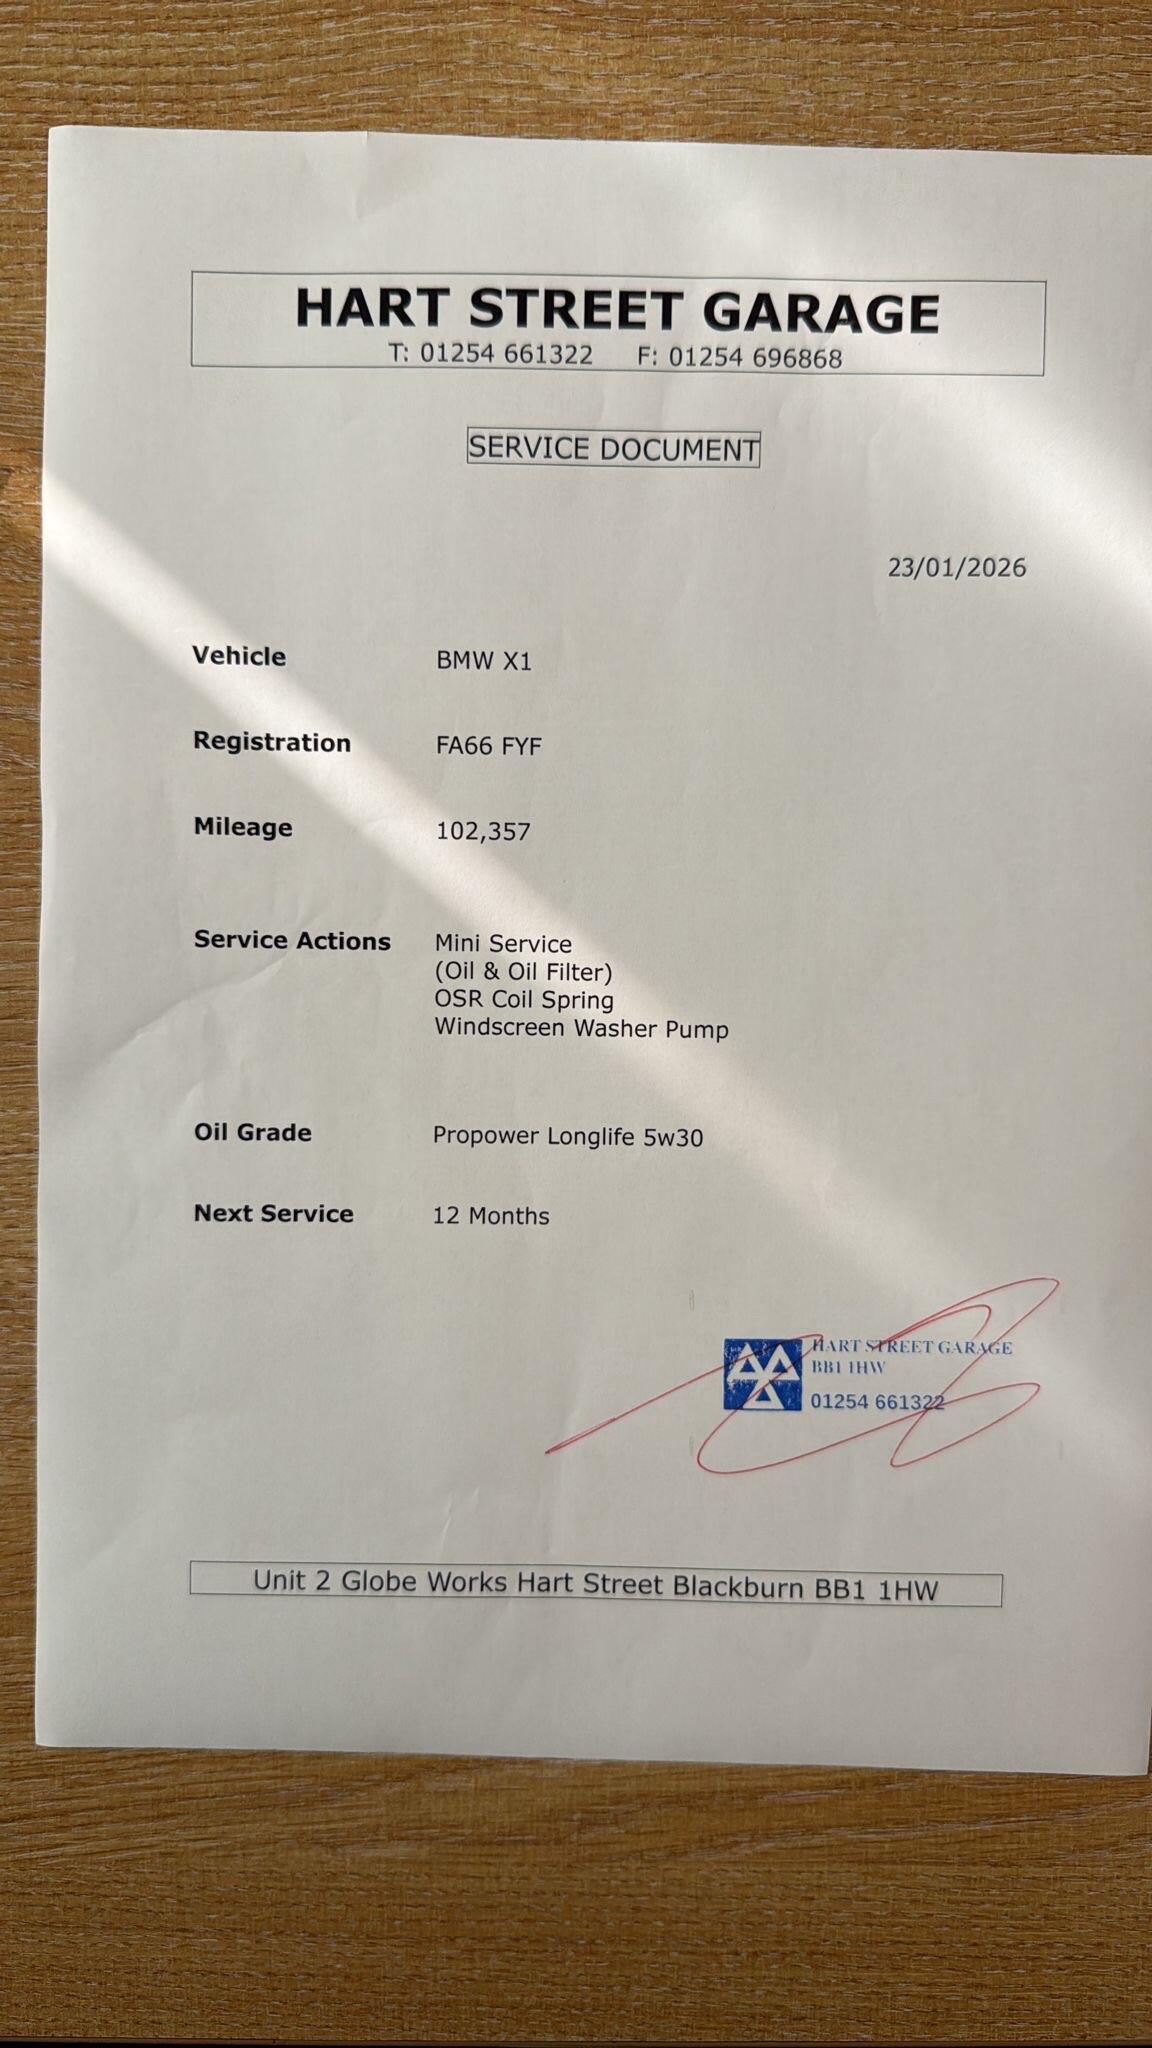 HART STREET GARAGE
T: 01254 661322 F: 01254 696868
SERVICE DOCUMENT
23/01/2026
Vehicle BMW X1
Registration FA66 FYF
Mileage 102,357
Service Actions Mini Service
(Oil & Oil Filter)
OSR Coil Spring
Windscreen Washer Pump
Oil Grade Propower Longlife 5w30
Next Service 12 Months
HART STREET GARAGE
BB1 1HW
01254 661322
Unit 2 Globe Works Hart Street Blackburn BB1 1HW